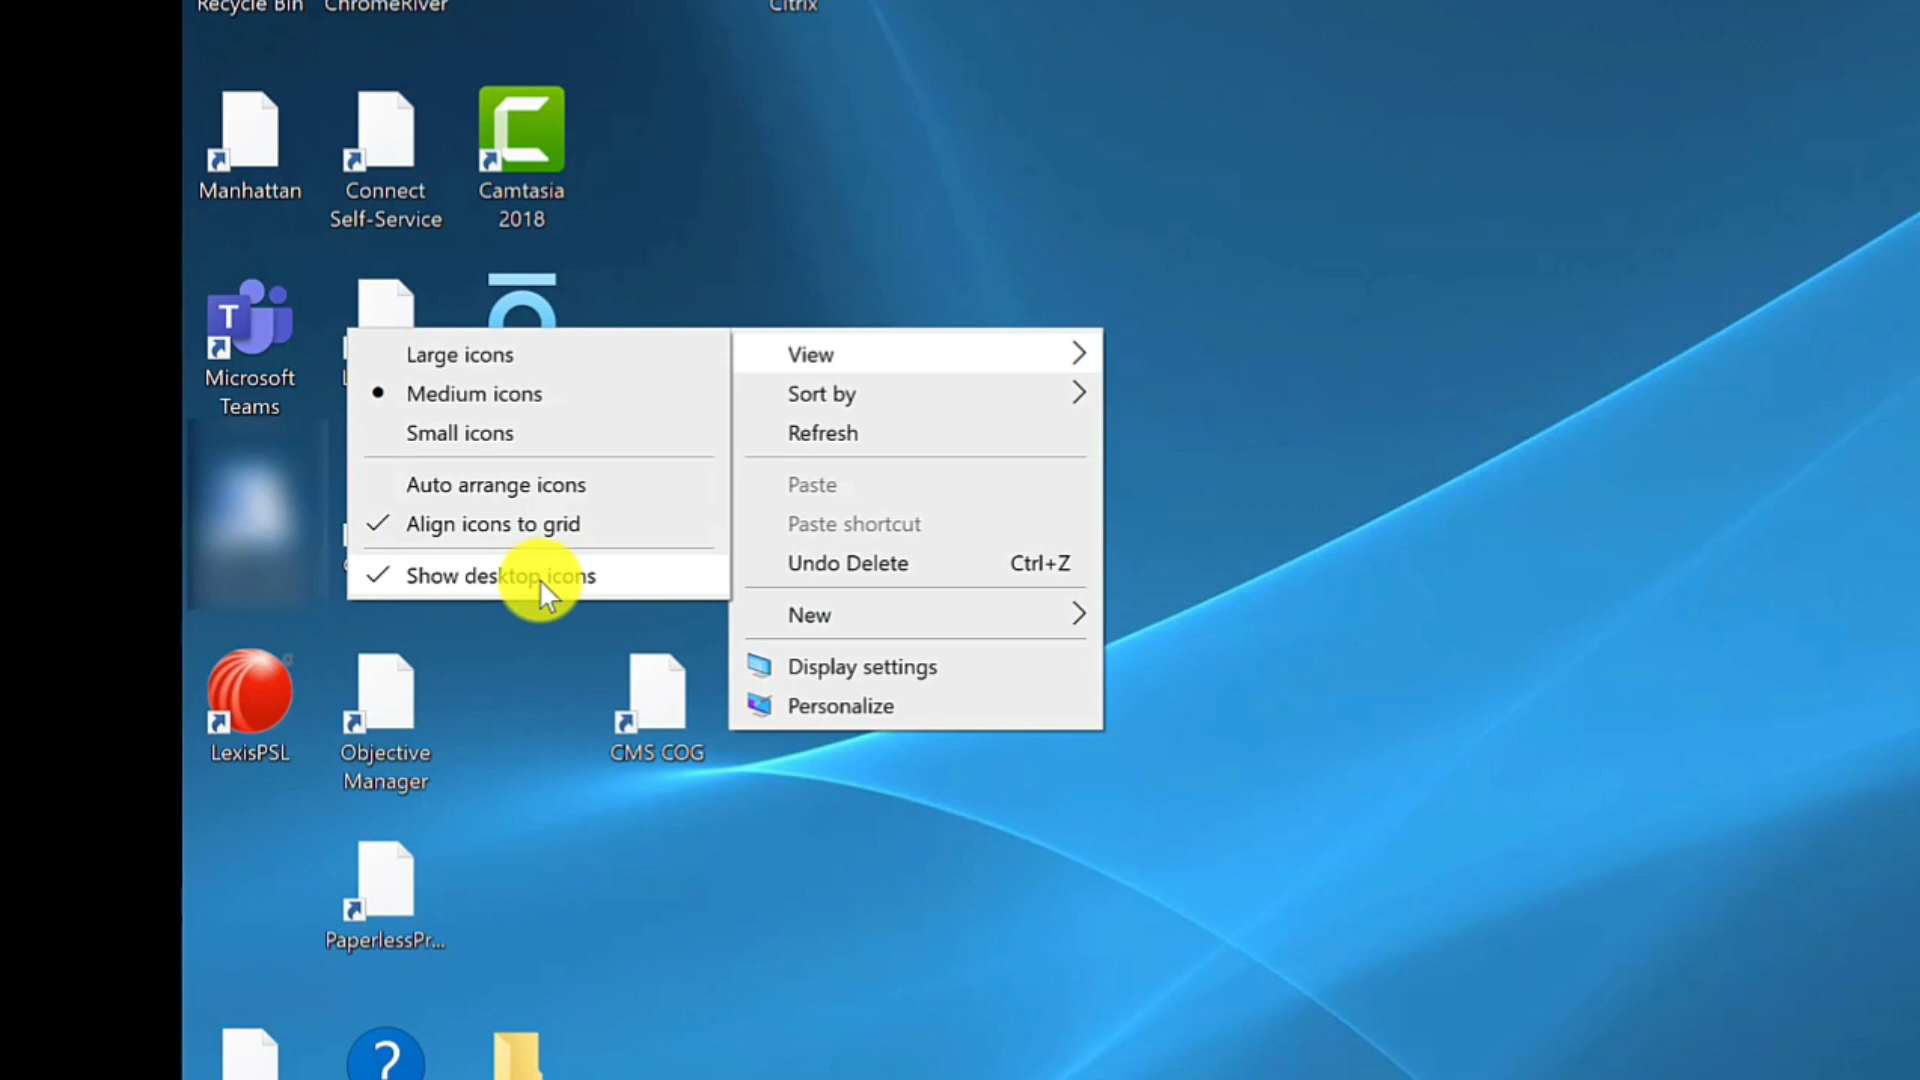 Recycle Bin
ChromeRiver
Citrix
Manhattan
Connect
Self-Service
Camtasia
2018
T
Microsoft
Teams
Large icons
Medium icons
Small icons
Auto arrange icons
Align icons to grid
Show desktop icons
View
Sort by
Refresh
Paste
Paste shortcut
Undo Delete Ctrl+Z
New
Display settings
Personalize
LexisPSL
Objective
Manager
CMS COG
PaperlessPr...
?